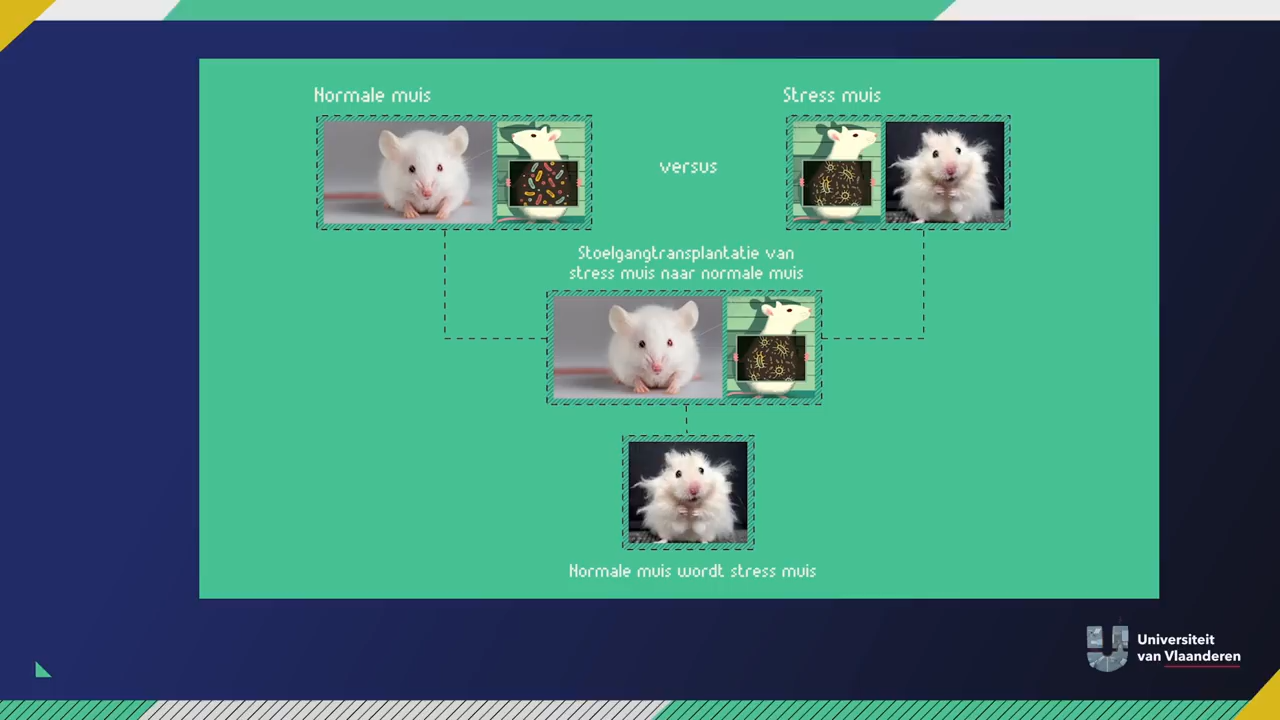 Normale muis
Stress muis
versus
Stoelgangtransplantatie van
stress muis naar normale muis
Normale muis wordt stress muis
Universiteit
van Vlaanderen